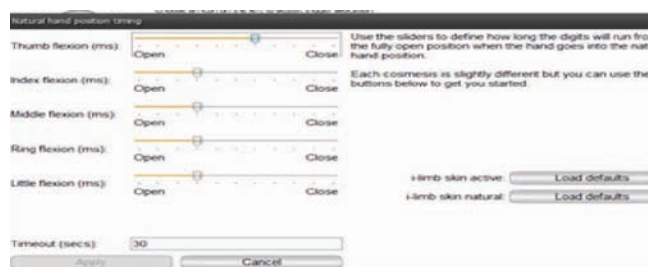 Natural hand position timing
Thumb flexion (ms):
Open Close
Index flexion (ms):
Open Close
Middle flexion (ms):
Open Close
Ring flexion (ms):
Open Close
Little flexion (ms):
Open Close
Timeout (secs): 30
Apply Cancel
Use the sliders to define how long the digits will run fro
the fully open position when the hand goes into the nat
hand position.
Each cosmesis is slightly different but you can use the
buttons below to get you started.
i-limb skin active: Load defaults
i-limb skin natural: Load defaults